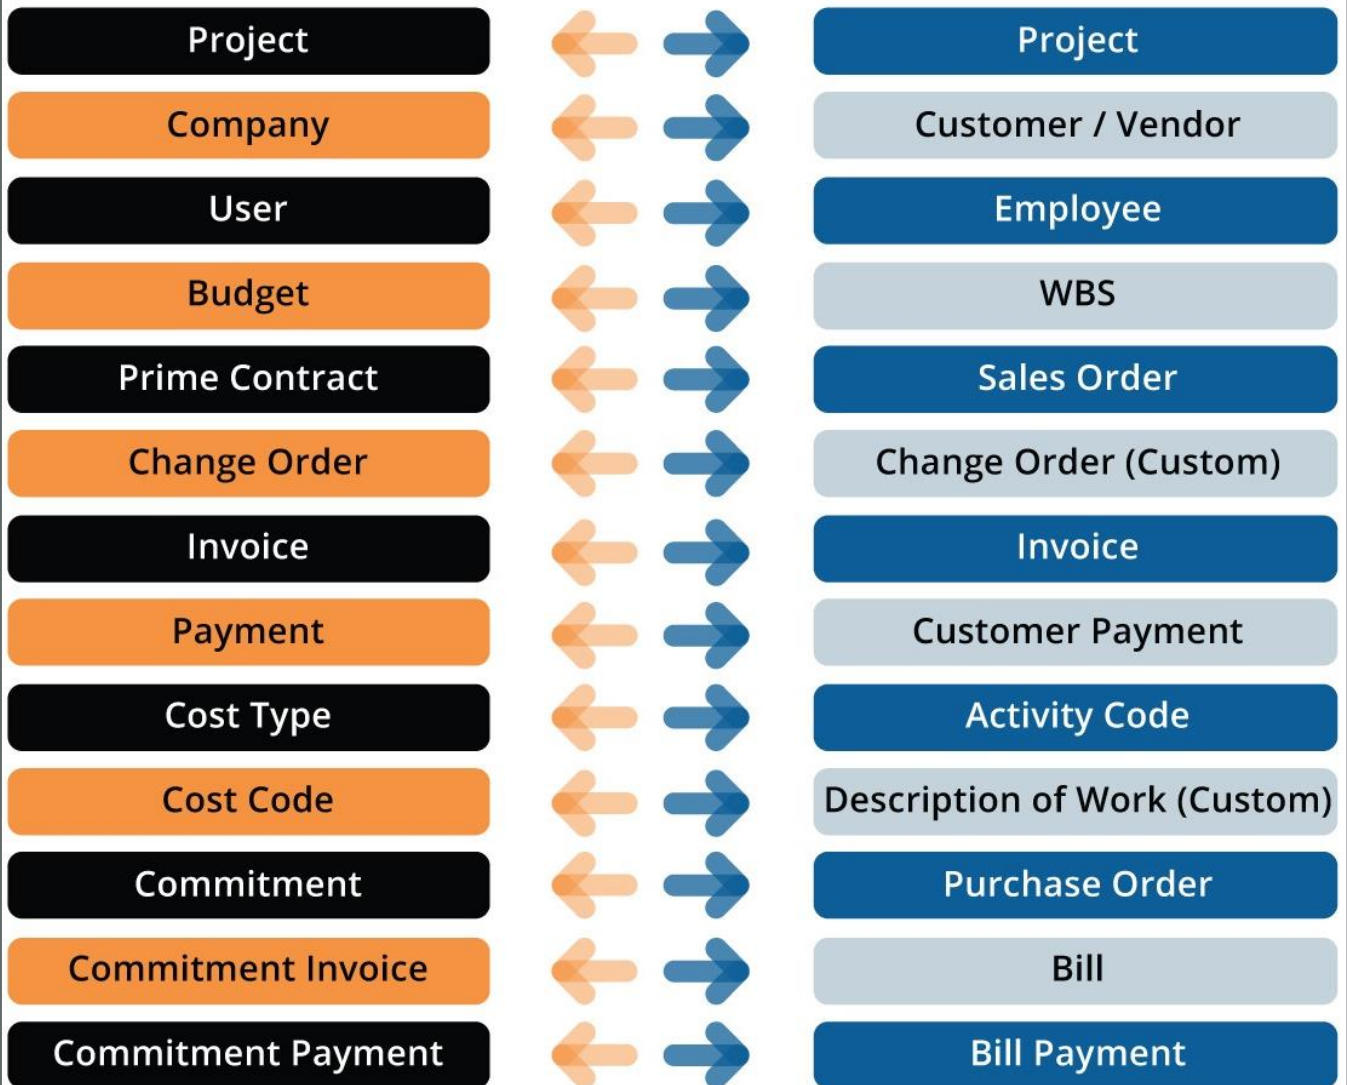 Project
Project
Company
Customer / Vendor
User
Employee
Budget
WBS
Prime Contract
Sales Order
Change Order
Change Order (Custom)
Invoice
Invoice
Payment
Customer Payment
Cost Type
Activity Code
Cost Code
Description of Work (Custom)
Commitment
Purchase Order
Commitment Invoice
Bill
Commitment Payment
Bill Payment